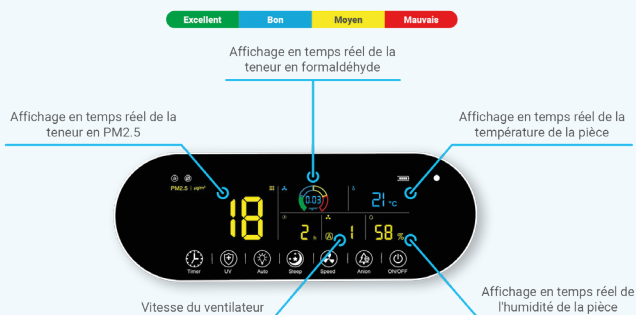 Excellent
Bon
Moyen
Mauvais
Affichage en temps réel de la
teneur en formaldéhyde
Affichage en temps réel de la
teneur en PM2.5
Affichage en temps réel de la
température de la pièce
PM2.5 | µg/m³
18
0.03
21 °C
2 h
A 1
58 %
Timer
UV
Auto
Sleep
Speed
Anion
ON/OFF
Vitesse du ventilateur
Affichage en temps réel de
l'humidité de la pièce